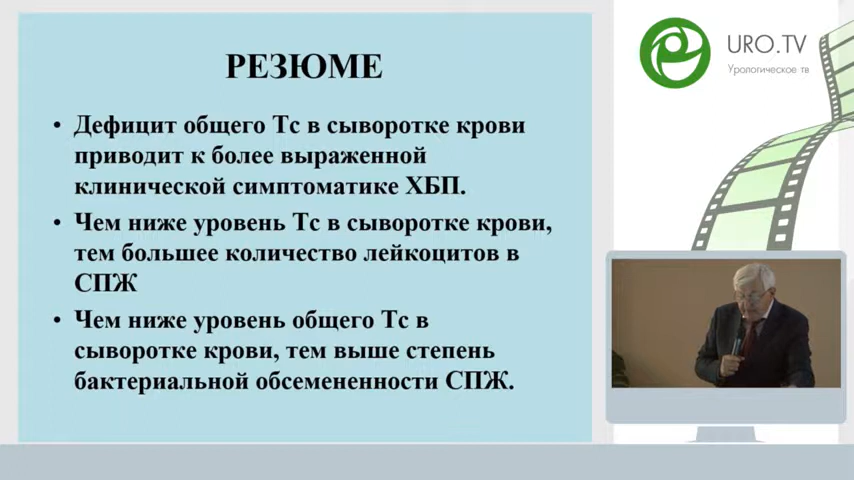 РЕЗЮМЕ
• Дефицит общего Тс в сыворотке крови
приводит к более выраженной
клинической симптоматике ХБП.
• Чем ниже уровень Тс в сыворотке крови,
тем большее количество лейкоцитов в
СПЖ
• Чем ниже уровень общего Тс в
сыворотке крови, тем выше степень
бактериальной обсемененности СПЖ.
URO.TV
Урологическое тв